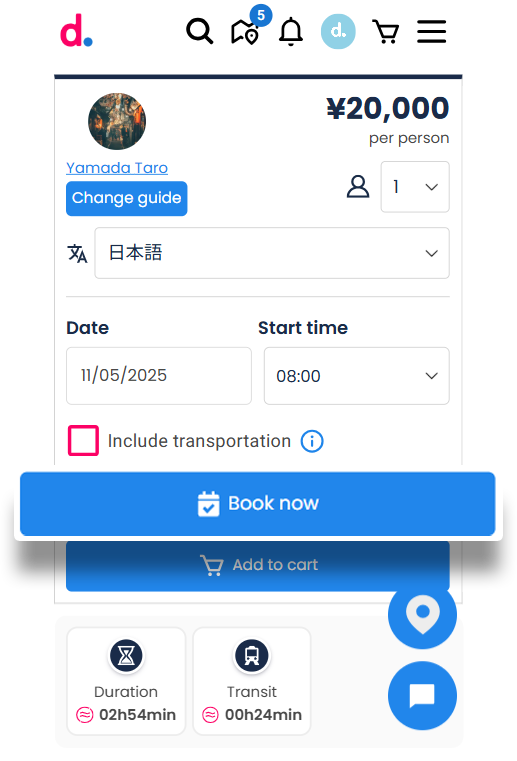 d.
5
d.
¥20,000
per person
Yamada Taro
Change guide
1
日本語
Date
Start time
11/05/2025
08:00
Include transportation
Book now
Add to cart
Duration
Transit
02h54min
00h24min